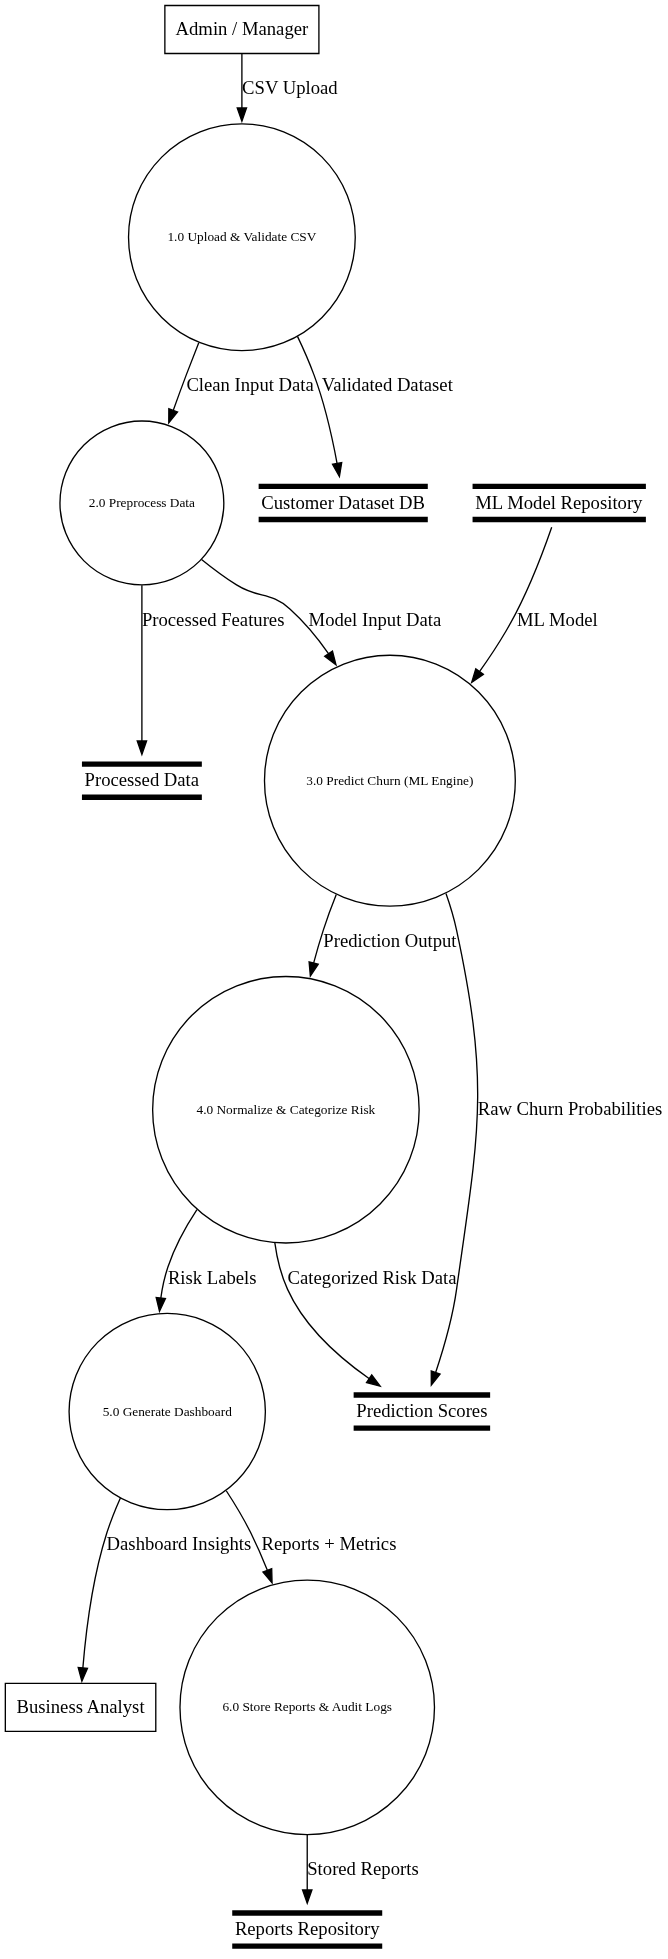 Admin / Manager
CSV Upload
1.0 Upload & Validate CSV
Clean Input Data
Validated Dataset
2.0 Preprocess Data
Customer Dataset DB
ML Model Repository
Processed Features
Model Input Data
ML Model
Processed Data
3.0 Predict Churn (ML Engine)
Prediction Output
4.0 Normalize & Categorize Risk
Raw Churn Probabilities
Risk Labels
Categorized Risk Data
5.0 Generate Dashboard
Prediction Scores
Dashboard Insights
Reports + Metrics
Business Analyst
6.0 Store Reports & Audit Logs
Stored Reports
Reports Repository